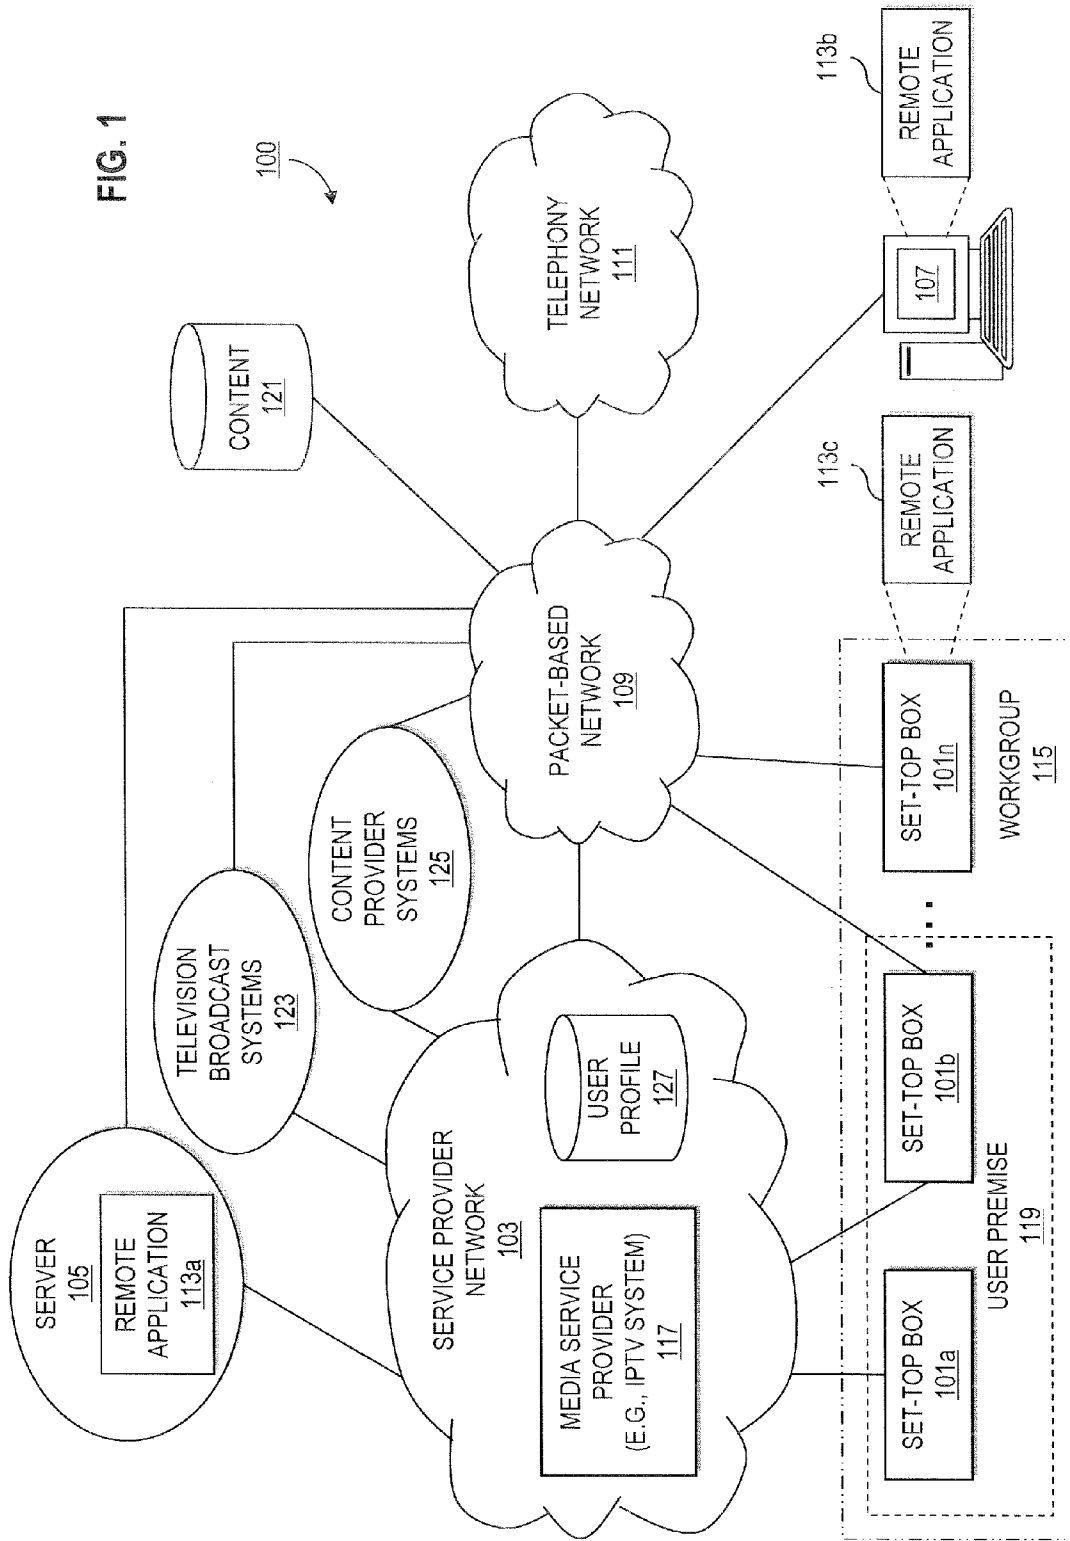 FIG. 1
100
SERVER
105
REMOTE
APPLICATION
113a
TELEVISION
BROADCAST
SYSTEMS
123
CONTENT
PROVIDER
SYSTEMS
125
CONTENT
121
SERVICE PROVIDER
NETWORK
103
MEDIA SERVICE
PROVIDER
(E.G., IPTV SYSTEM)
117
USER
PROFILE
127
PACKET-BASED
NETWORK
109
TELEPHONY
NETWORK
111
SET-TOP BOX
101a
SET-TOP BOX
101b
USER PREMISE
119
....
SET-TOP BOX
101n
WORKGROUP
115
113c
REMOTE
APPLICATION
107
113b
REMOTE
APPLICATION